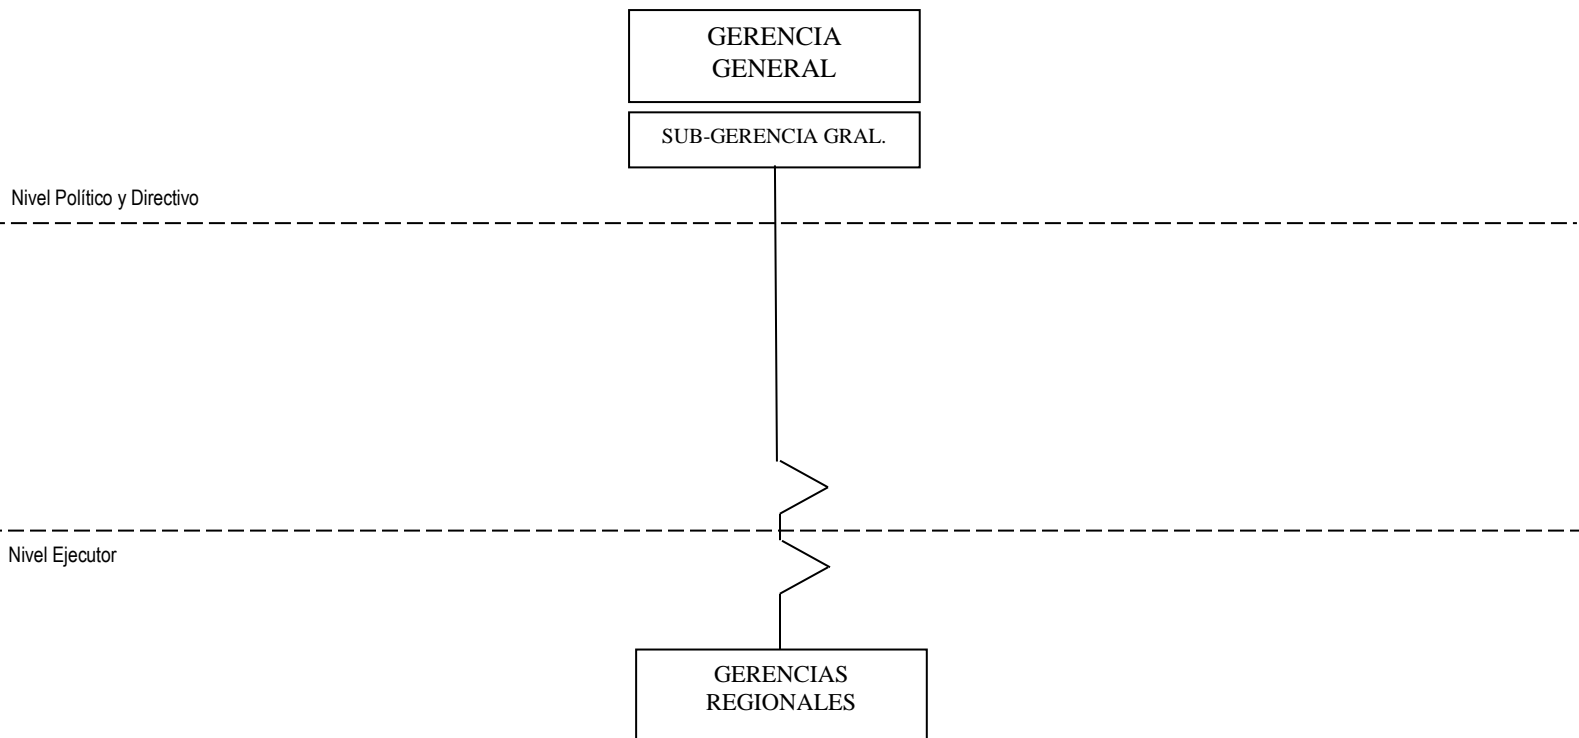 GERENCIA
GENERAL
SUB-GERENCIA GRAL.
Nivel Político y Directivo
Nivel Ejecutor
GERENCIAS
REGIONALES